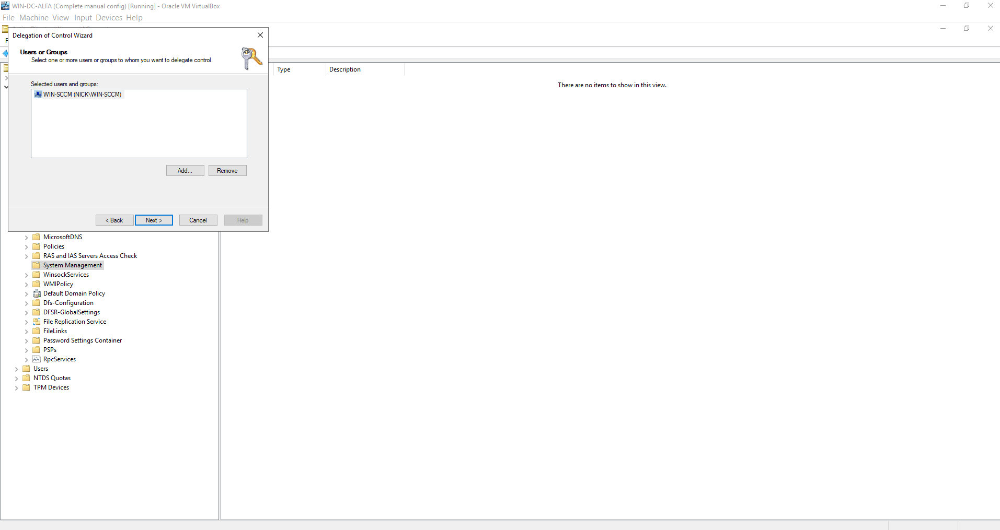 WIN-DC-ALFA (Complete manual config) [Running] - Oracle VM VirtualBox
File Machine View Input Devices Help
Delegation of Control Wizard
Users or Groups
Select one or more users or groups to whom you want to delegate control.
Selected users and groups:
WIN-SCCM (NICK\WIN-SCCM)
Add...
Remove
< Back
Next >
Cancel
Help
Type
Description
There are no items to show in this view.
MicrosoftDNS
Policies
RAS and IAS Servers Access Check
System Management
WinsockServices
WMIPolicy
Default Domain Policy
Dfs-Configuration
DFSR-GlobalSettings
File Replication Service
FileLinks
Password Settings Container
PSPs
RpcServices
Users
NTDS Quotas
TPM Devices